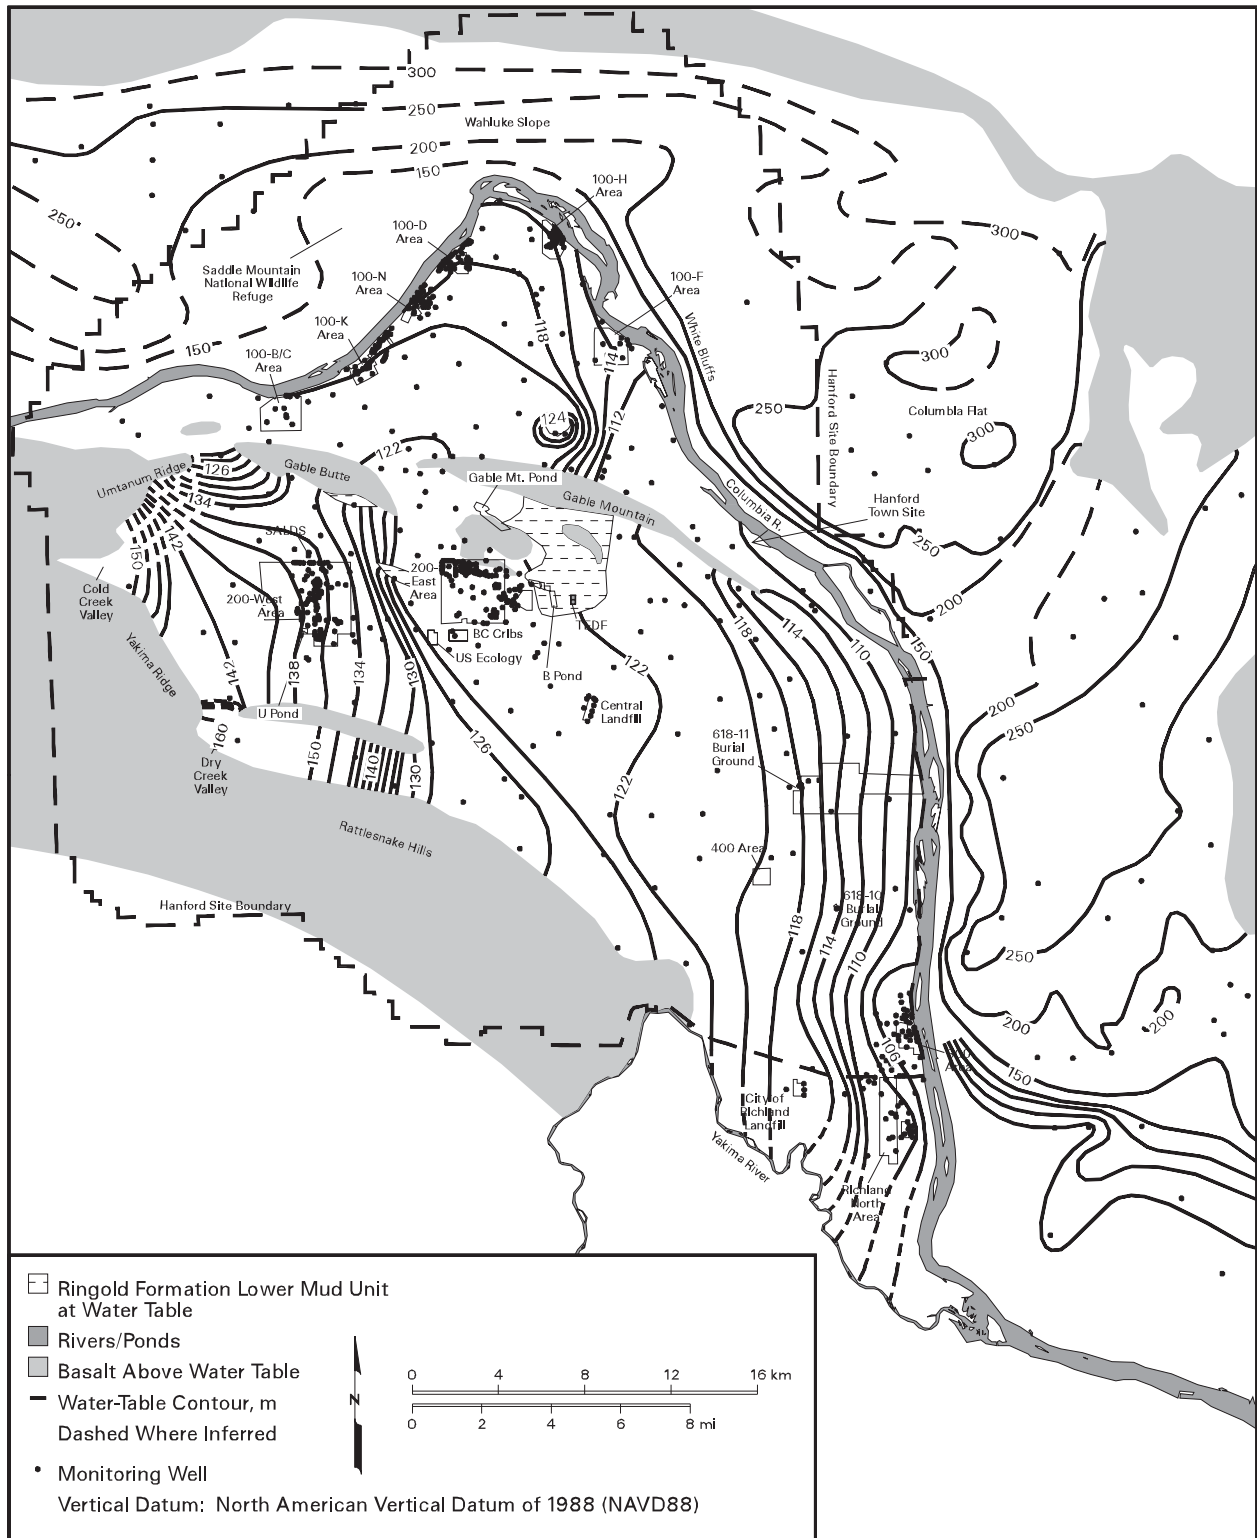 300
250
Wahluke Slope
200
150
250
100-H
Area
100-D
Area
300
Saddle Mountain
National Wildlife
Refuge
100-N
Area
100-F
Area
100-K
Area
118
White Bluffs
150
100-B/C
Area
114
300
Hanford Site Boundary
250
Columbia Flat
124
112
300
122
Umtanum Ridge
126
Gable Butte
Gable Mt. Pond
134
Gable Mountain
Columbia R.
Hanford
Town Site
SALDS
142
150
250
200-
East
Area
Cold
Creek
Valley
200-West
Area
200
118
114
TEDF
BC Cribs
US Ecology
110
150
Yakima Ridge
142
138
134
130
122
B Pond
200
U Pond
Central
Landfill
160
126
618-11
Burial
Ground
250
150
140
130
Dry
Creek
Valley
122
Rattlesnake Hills
400 Area
618-10
Burial
Ground
Hanford Site Boundary
118
114
110
250
200
200
106
300
Area
150
City of
Richland
Landfill
Yakima River
Richland
North
Area
Ringold Formation Lower Mud Unit
at Water Table
Rivers/Ponds
Basalt Above Water Table
Water-Table Contour, m
Dashed Where Inferred
Monitoring Well
Vertical Datum: North American Vertical Datum of 1988 (NAVD88)
N
0 4 8 12 16 km
0 2 4 6 8 mi